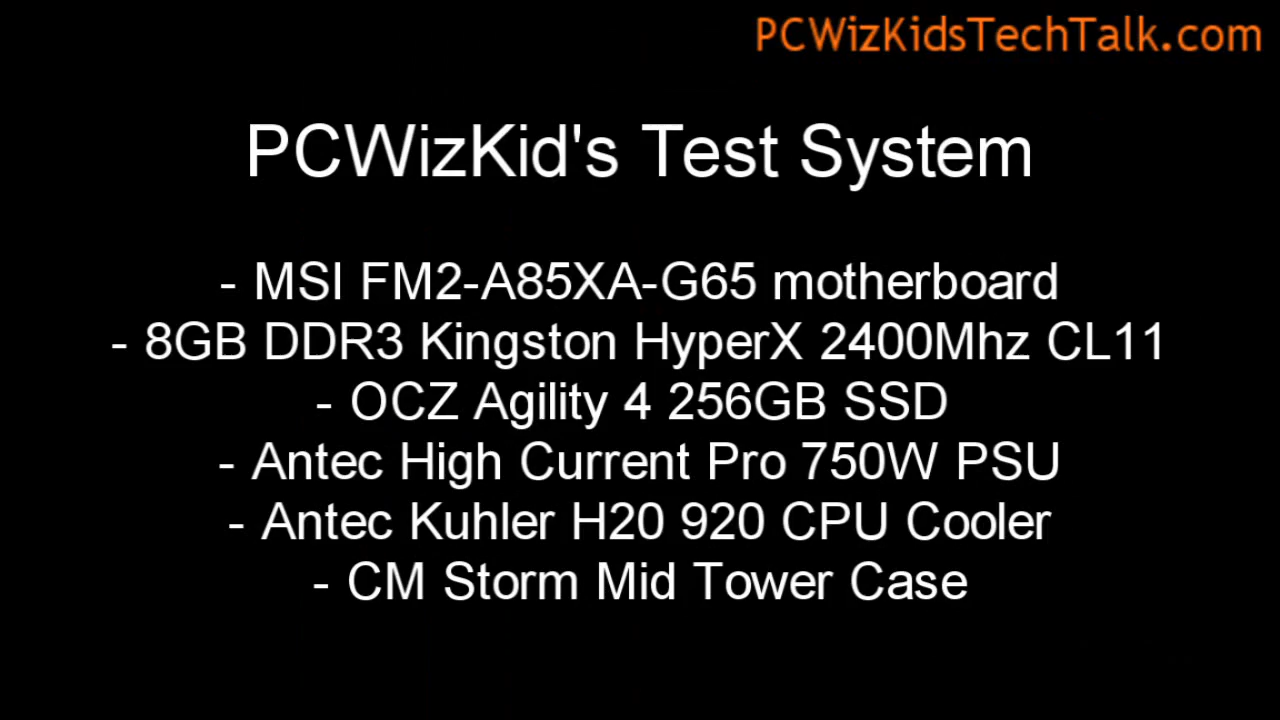 PCWizKidsTechTalk.com
PCWizKid's Test System
- MSI FM2-A85XA-G65 motherboard
- 8GB DDR3 Kingston HyperX 2400Mhz CL11
- OCZ Agility 4 256GB SSD
- Antec High Current Pro 750W PSU
- Antec Kuhler H20 920 CPU Cooler
- CM Storm Mid Tower Case